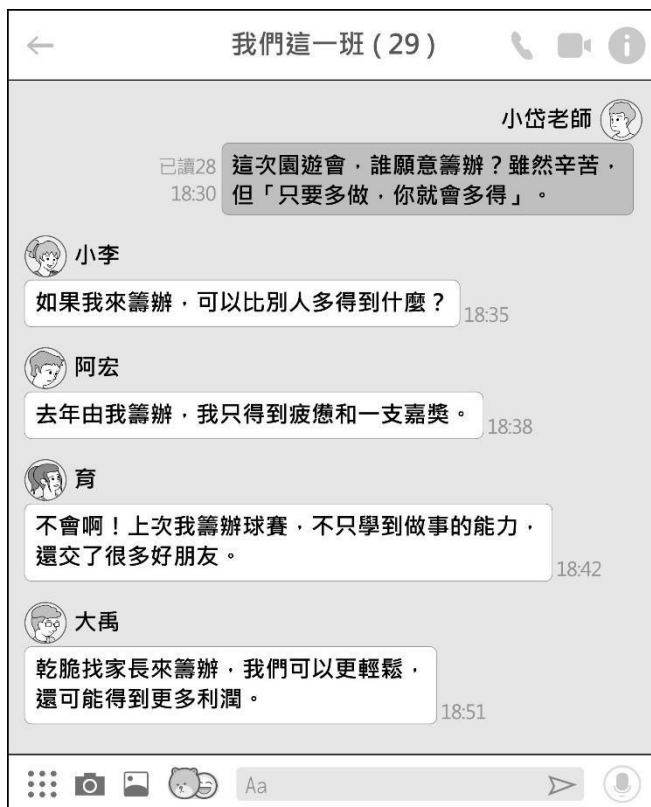 我們這一班(29)
小岱老師
已讀28
18:30
這次園遊會，誰願意籌辦？雖然辛苦，
但「只要多做，你就會多得」。
小李
如果我來籌辦，可以比別人多得到什麼？
18:35
阿宏
去年由我籌辦，我只得到疲憊和一支嘉獎。
18:38
育
不會啊！上次我籌辦球賽，不只學到做事的能力，
還交了很多好朋友。
18:42
大禹
乾脆找家長來籌辦，我們可以更輕鬆，
還可能得到更多利潤。
18:51
Aa